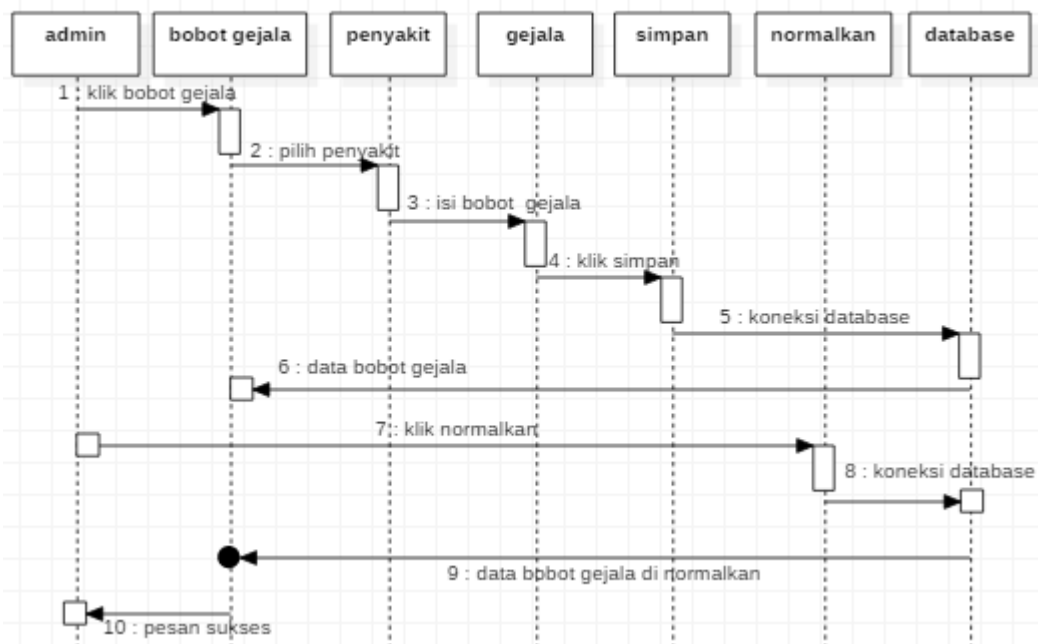 admin
bobot gejala
penyakit
gejala
simpan
normalkan
database
1 : klik bobot gejala
2 : pilih penyakit
3 : isi bobot gejala
4 : klik simpan
5 : koneksi database
6 : data bobot gejala
7 : klik normalkan
8 : koneksi database
9 : data bobot gejala di normalkan
10 : pesan sukses